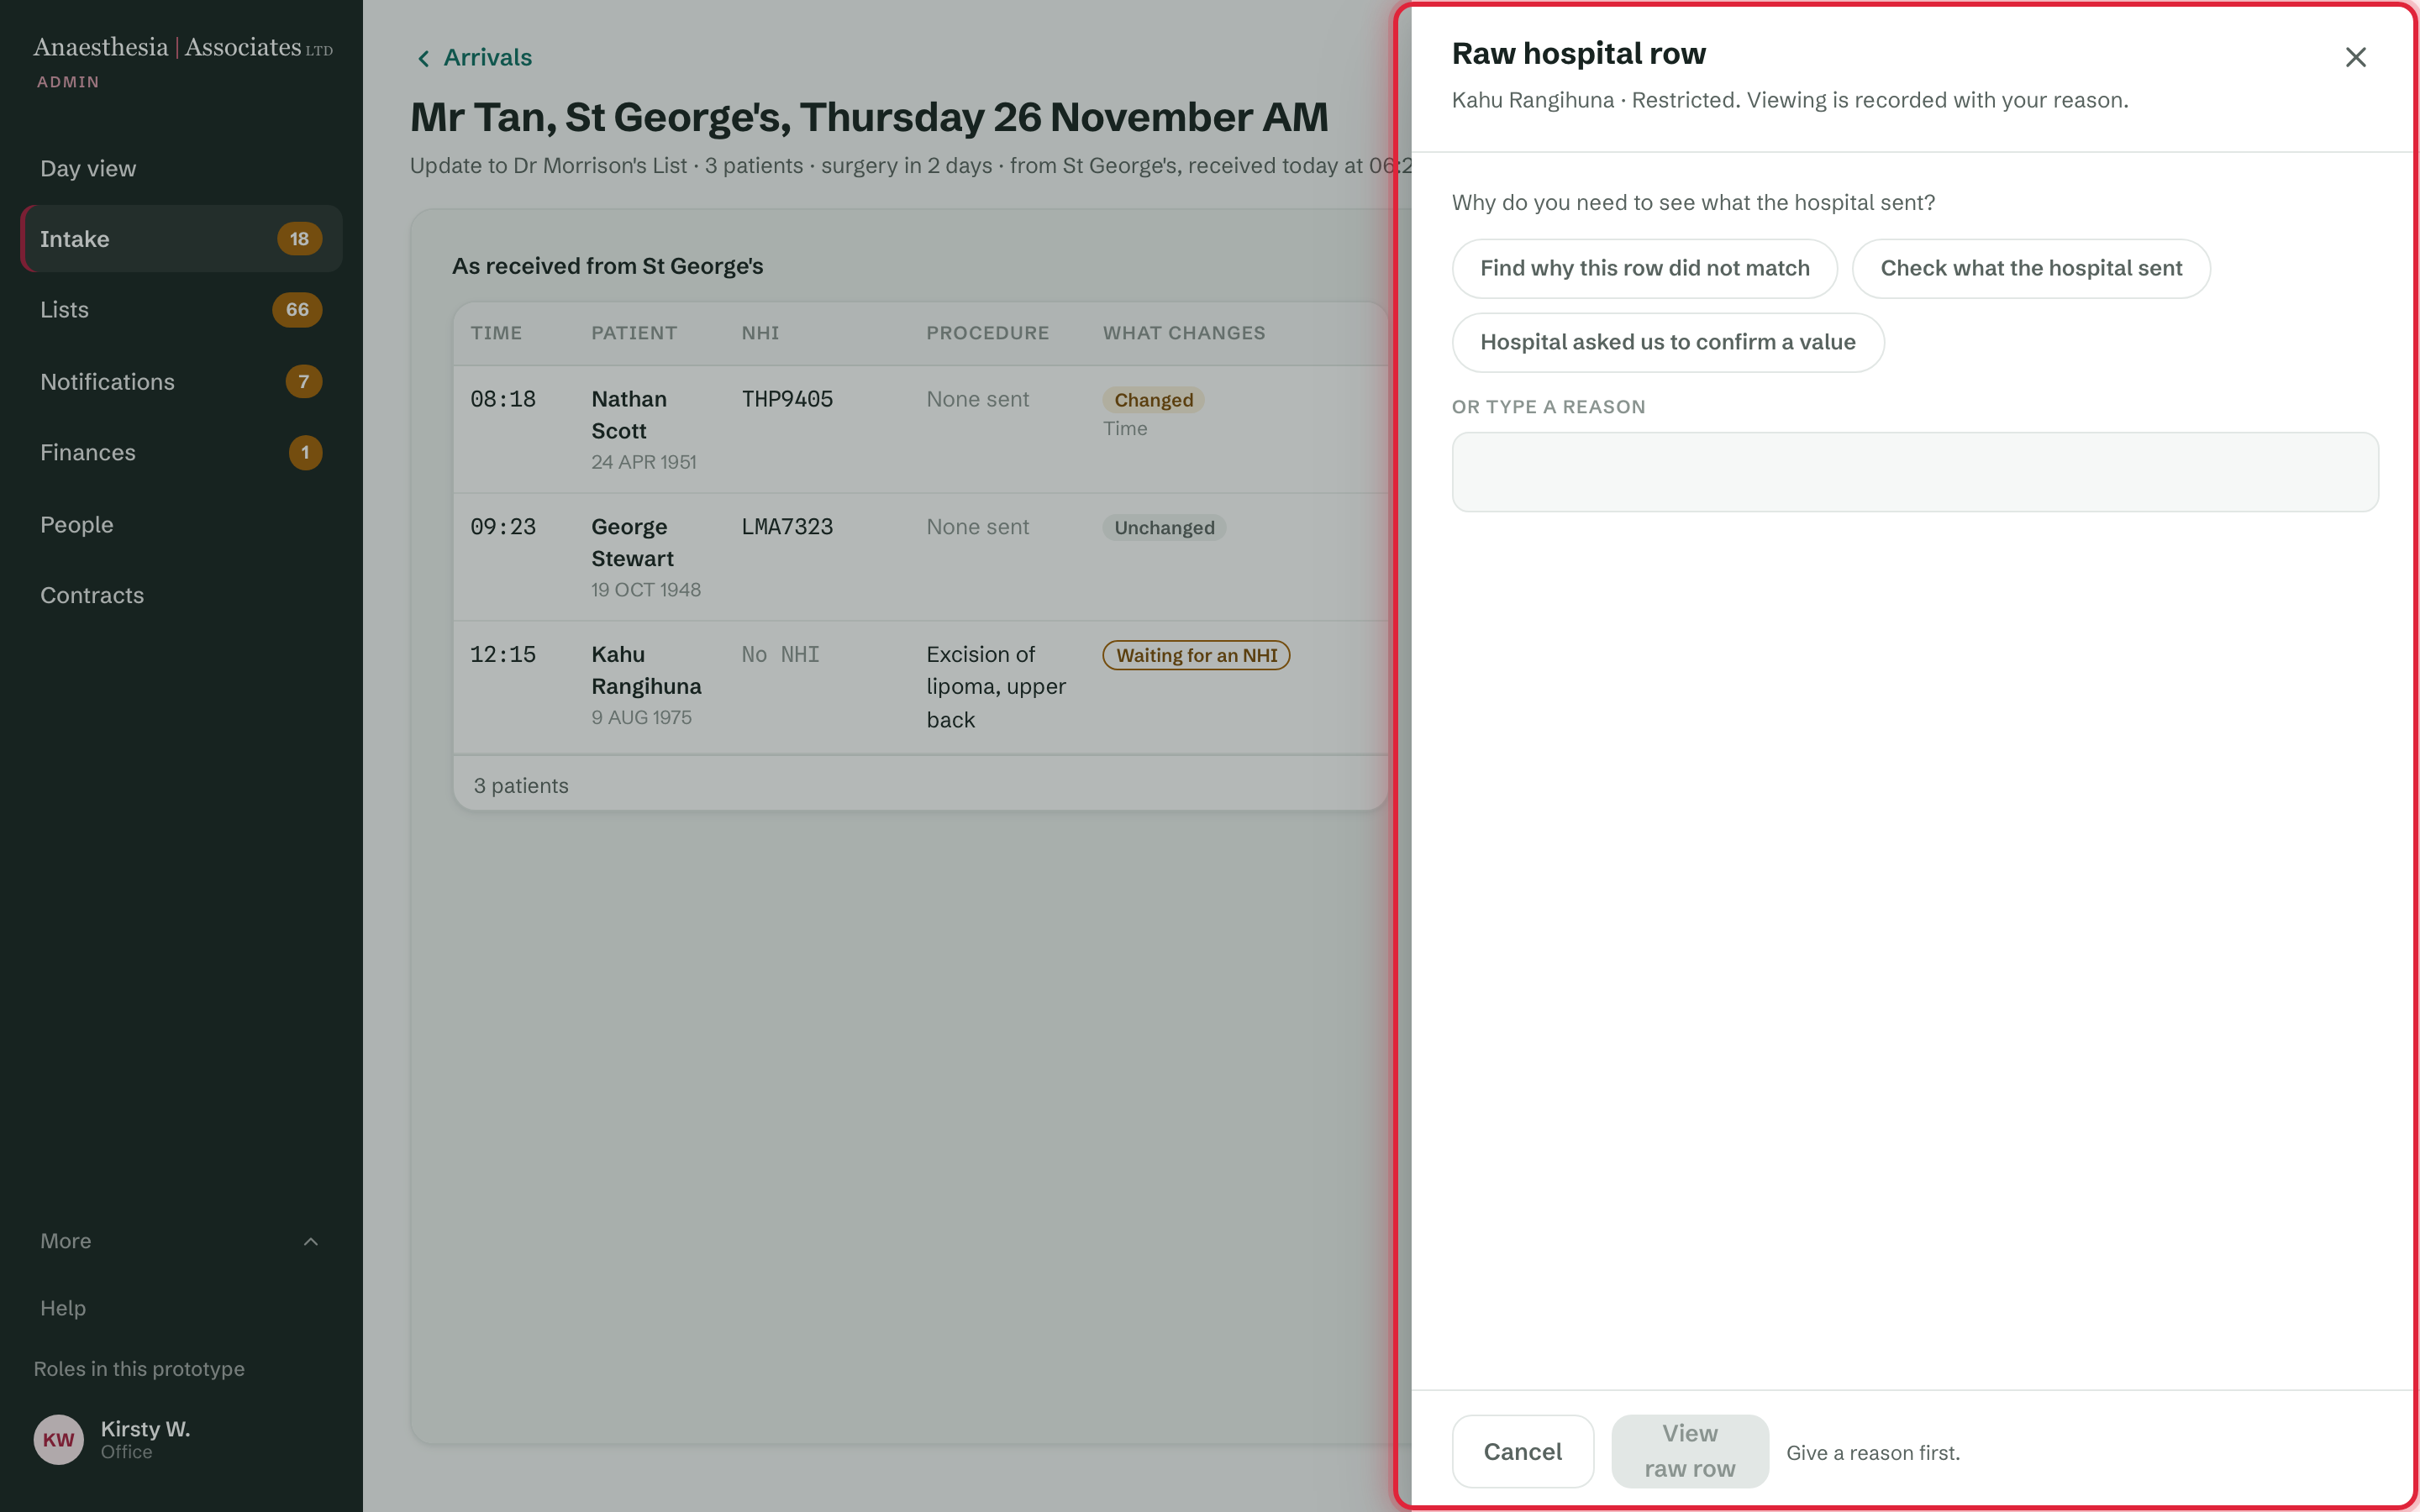 Anaesthesia | Associates LTD
ADMIN
Day view
Intake 18
Lists 66
Notifications 7
Finances 1
People
Contracts
More
Help
Roles in this prototype
KW
Kirsty W.
Office
Arrivals
Mr Tan, St George's, Thursday 26 November AM
Update to Dr Morrison's List · 3 patients · surgery in 2 days · from St George's, received today at 06:2
As received from St George's
TIME PATIENT NHI PROCEDURE WHAT CHANGES
08:18 Nathan THP9405 None sent Changed
Scott Time
24 APR 1951
09:23 George LMA7323 None sent Unchanged
Stewart
19 OCT 1948
12:15 Kahu No NHI Excision of Waiting for an NHI
Rangihuna lipoma, upper
9 AUG 1975 back
3 patients
Raw hospital row
Kahu Rangihuna · Restricted. Viewing is recorded with your reason.
Why do you need to see what the hospital sent?
Find why this row did not match Check what the hospital sent
Hospital asked us to confirm a value
OR TYPE A REASON
Cancel
View
raw row
Give a reason first.